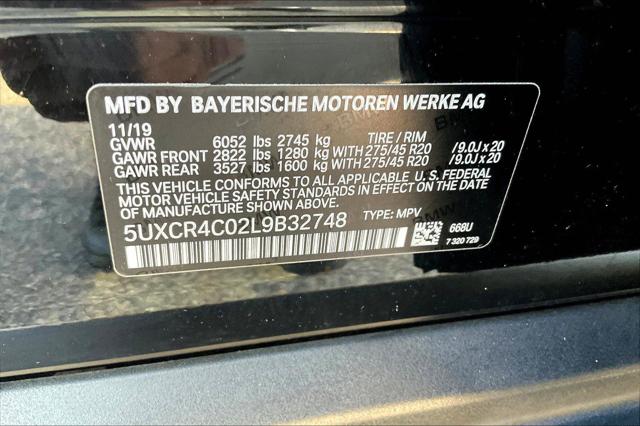 MFD BY BAYERISCHE MOTOREN WERKE AG
11/19
GVWR 6052 lbs 2745 kg TIRE / RIM
GAWR FRONT 2822 lbs 1280 kg WITH 275/45 R20 /9.0J x 20
GAWR REAR 3527 lbs 1600 kg WITH 275/45 R20 /9.0J x 20
THIS VEHICLE CONFORMS TO ALL APPLICABLE U. S. FEDERAL
MOTOR VEHICLE SAFETY STANDARDS IN EFFECT ON THE DATE OF
MANUFACTURE SHOWN ABOVE.
5UXCR4C02L9B32748 TYPE: MPV
668U
7 320 729
BMW